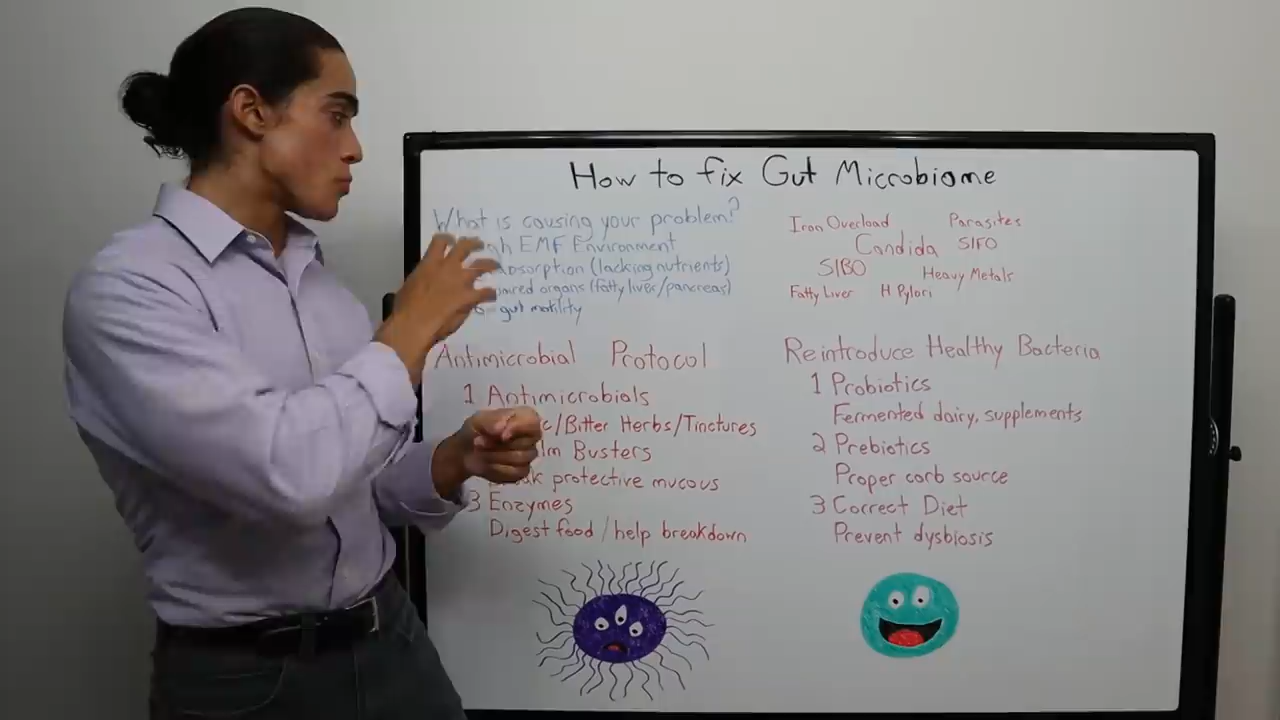 How to fix Gut Microbiome
What is causing your problem?
EMF Environment
absorption (lacking nutrients)
organs (fatty liver/pancreas)
gut motility
Iron Overload Parasites
Candida SIFO
SIBO Heavy Metals
Fatty Liver H Pylori
Antimicrobial Protocol
1 Antimicrobials
/Bitter Herbs/Tinctures
Busters
protective mucous
3 Enzymes
Digest food / help breakdown
Reintroduce Healthy Bacteria
1 Probiotics
Fermented dairy, supplements
2 Prebiotics
Proper carb source
3 Correct Diet
Prevent dysbiosis